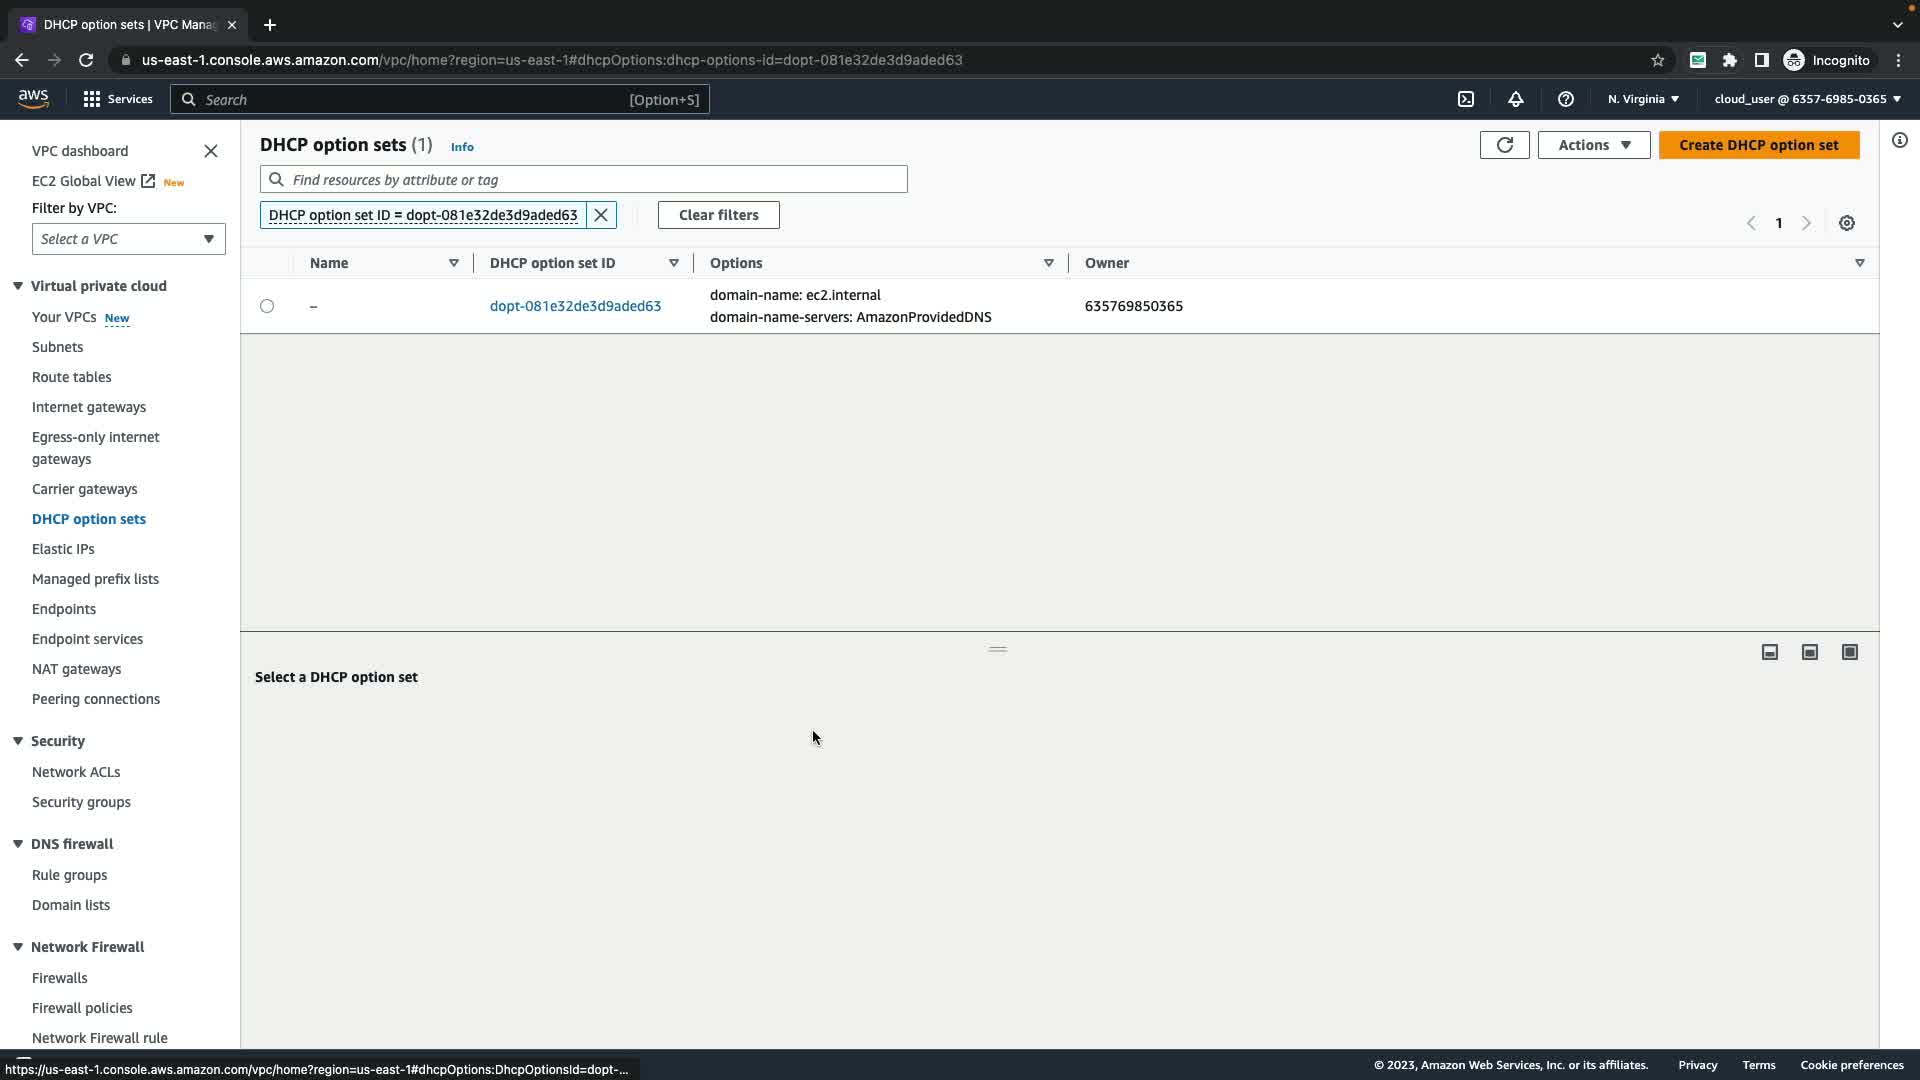 DHCP option sets | VPC Mana
us-east-1.console.aws.amazon.com/vpc/home?region=us-east-1#dhcpOptions:dhcp-options-id=dopt-081e32de3d9aded63
Incognito
aws
Services
Search
[Option+S]
N. Virginia
cloud_user @ 6357-6985-0365
VPC dashboard
EC2 Global View New
Filter by VPC:
Select a VPC
Virtual private cloud
Your VPCs New
Subnets
Route tables
Internet gateways
Egress-only internet
gateways
Carrier gateways
DHCP option sets
Elastic IPs
Managed prefix lists
Endpoints
Endpoint services
NAT gateways
Peering connections
Security
Network ACLs
Security groups
DNS firewall
Rule groups
Domain lists
Network Firewall
Firewalls
Firewall policies
Network Firewall rule
DHCP option sets (1) Info
Actions
Create DHCP option set
Find resources by attribute or tag
DHCP option set ID = dopt-081e32de3d9aded63
Clear filters
1
Name
DHCP option set ID
Options
Owner
–
dopt-081e32de3d9aded63
domain-name: ec2.internal
domain-name-servers: AmazonProvidedDNS
635769850365
Select a DHCP option set
https://us-east-1.console.aws.amazon.com/vpc/home?region=us-east-1#dhcpOptions:DhcpOptionsId=dopt-...
© 2023, Amazon Web Services, Inc. or its affiliates.
Privacy
Terms
Cookie preferences